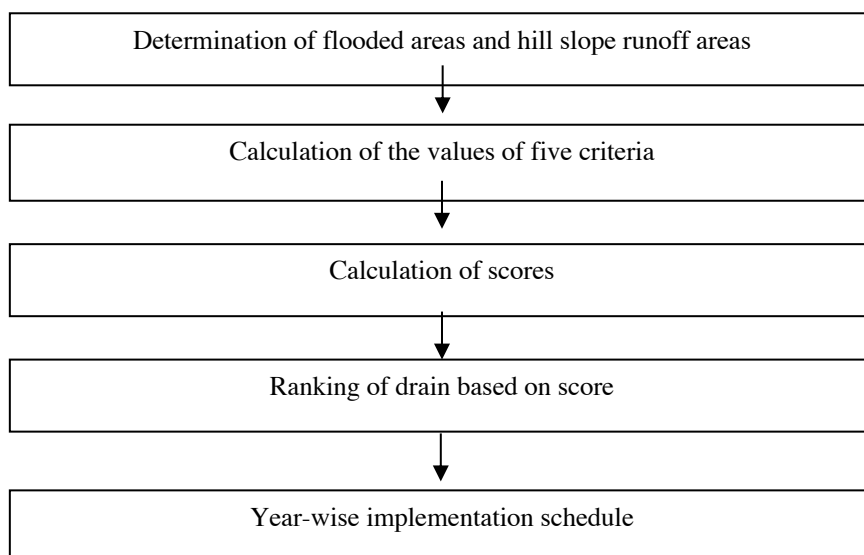 Determination of flooded areas and hill slope runoff areas
Calculation of the values of five criteria
Calculation of scores
Ranking of drain based on score
Year-wise implementation schedule